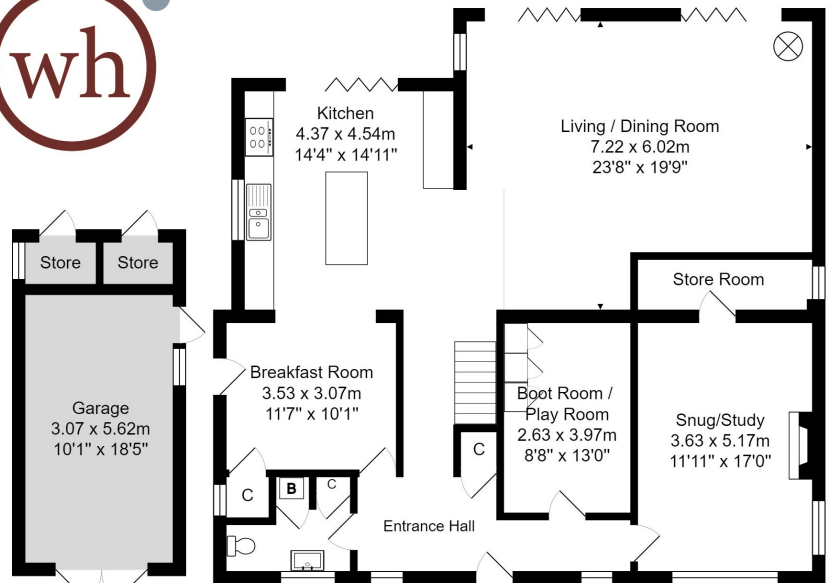 wh
Kitchen
4.37 x 4.54m
14'4" x 14'11"
Living / Dining Room
7.22 x 6.02m
23'8" x 19'9"
Store
Store
Store Room
Breakfast Room
3.53 x 3.07m
11'7" x 10'1"
Boot Room /
Play Room
2.63 x 3.97m
8'8" x 13'0"
Garage
3.07 x 5.62m
10'1" x 18'5"
Snug/Study
3.63 x 5.17m
11'11" x 17'0"
C
C
B
C
Entrance Hall